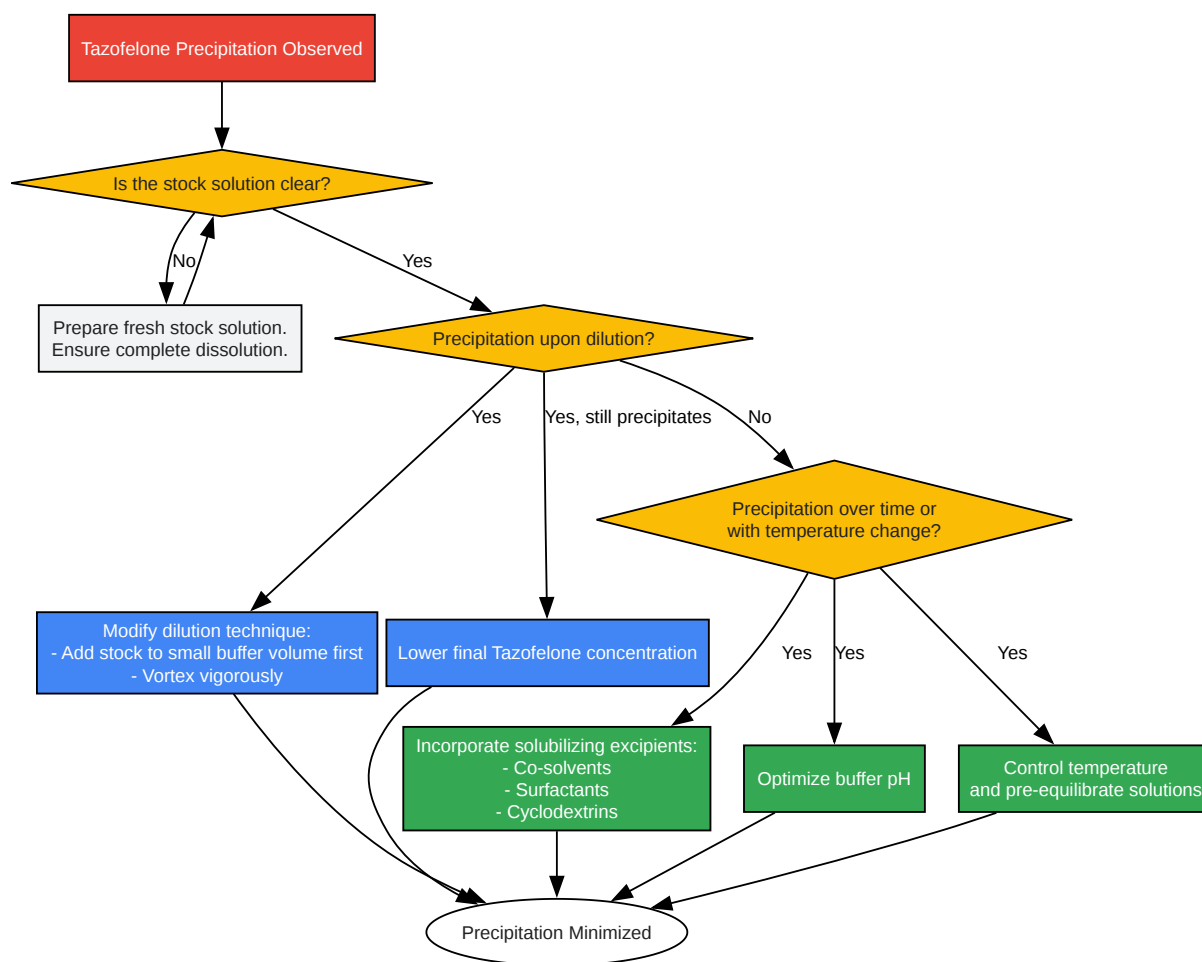 Tazofelone Precipitation Observed
Is the stock solution clear?
No
Yes
Prepare fresh stock solution.
Ensure complete dissolution.
Precipitation upon dilution?
Yes
Yes, still precipitates
No
Precipitation over time or
with temperature change?
Modify dilution technique:
- Add stock to small buffer volume first
- Vortex vigorously
Lower final Tazofelone concentration
Yes
Yes
Yes
Incorporate solubilizing excipients:
- Co-solvents
- Surfactants
- Cyclodextrins
Optimize buffer pH
Control temperature
and pre-equilibrate solutions
Precipitation Minimized